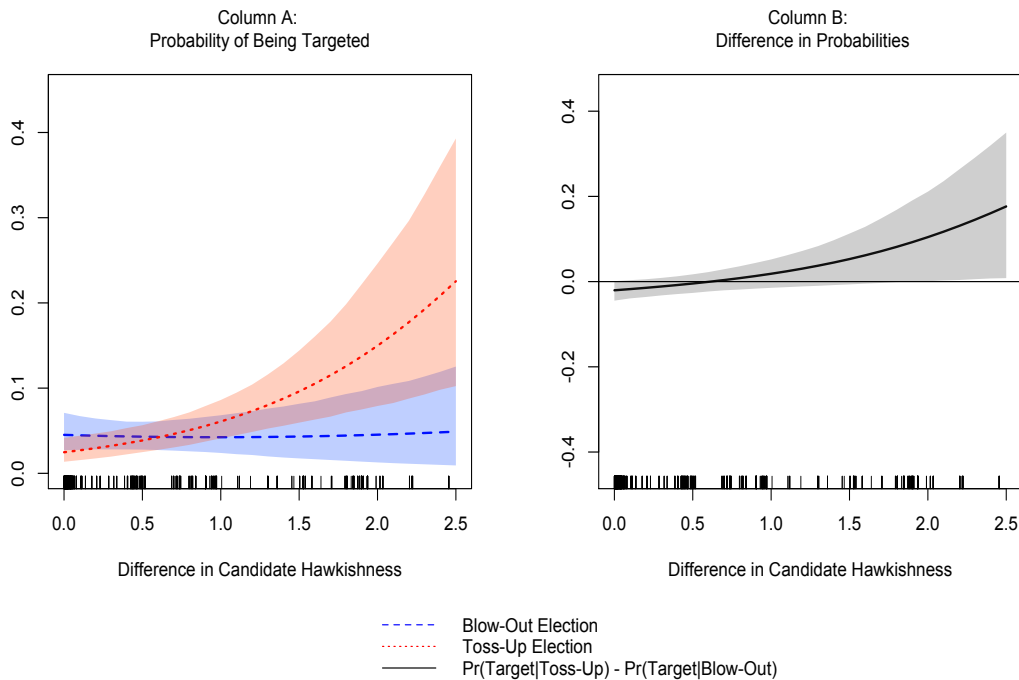 Column A:
Probability of Being Targeted
Column B:
Difference in Probabilities
0.4
0.3
0.2
0.1
0.0
0.0 0.5 1.0 1.5 2.0 2.5
Difference in Candidate Hawkishness
0.4
0.2
0.0
-0.2
-0.4
0.0 0.5 1.0 1.5 2.0 2.5
Difference in Candidate Hawkishness
Blow-Out Election
Toss-Up Election
Pr(Target|Toss-Up) - Pr(Target|Blow-Out)